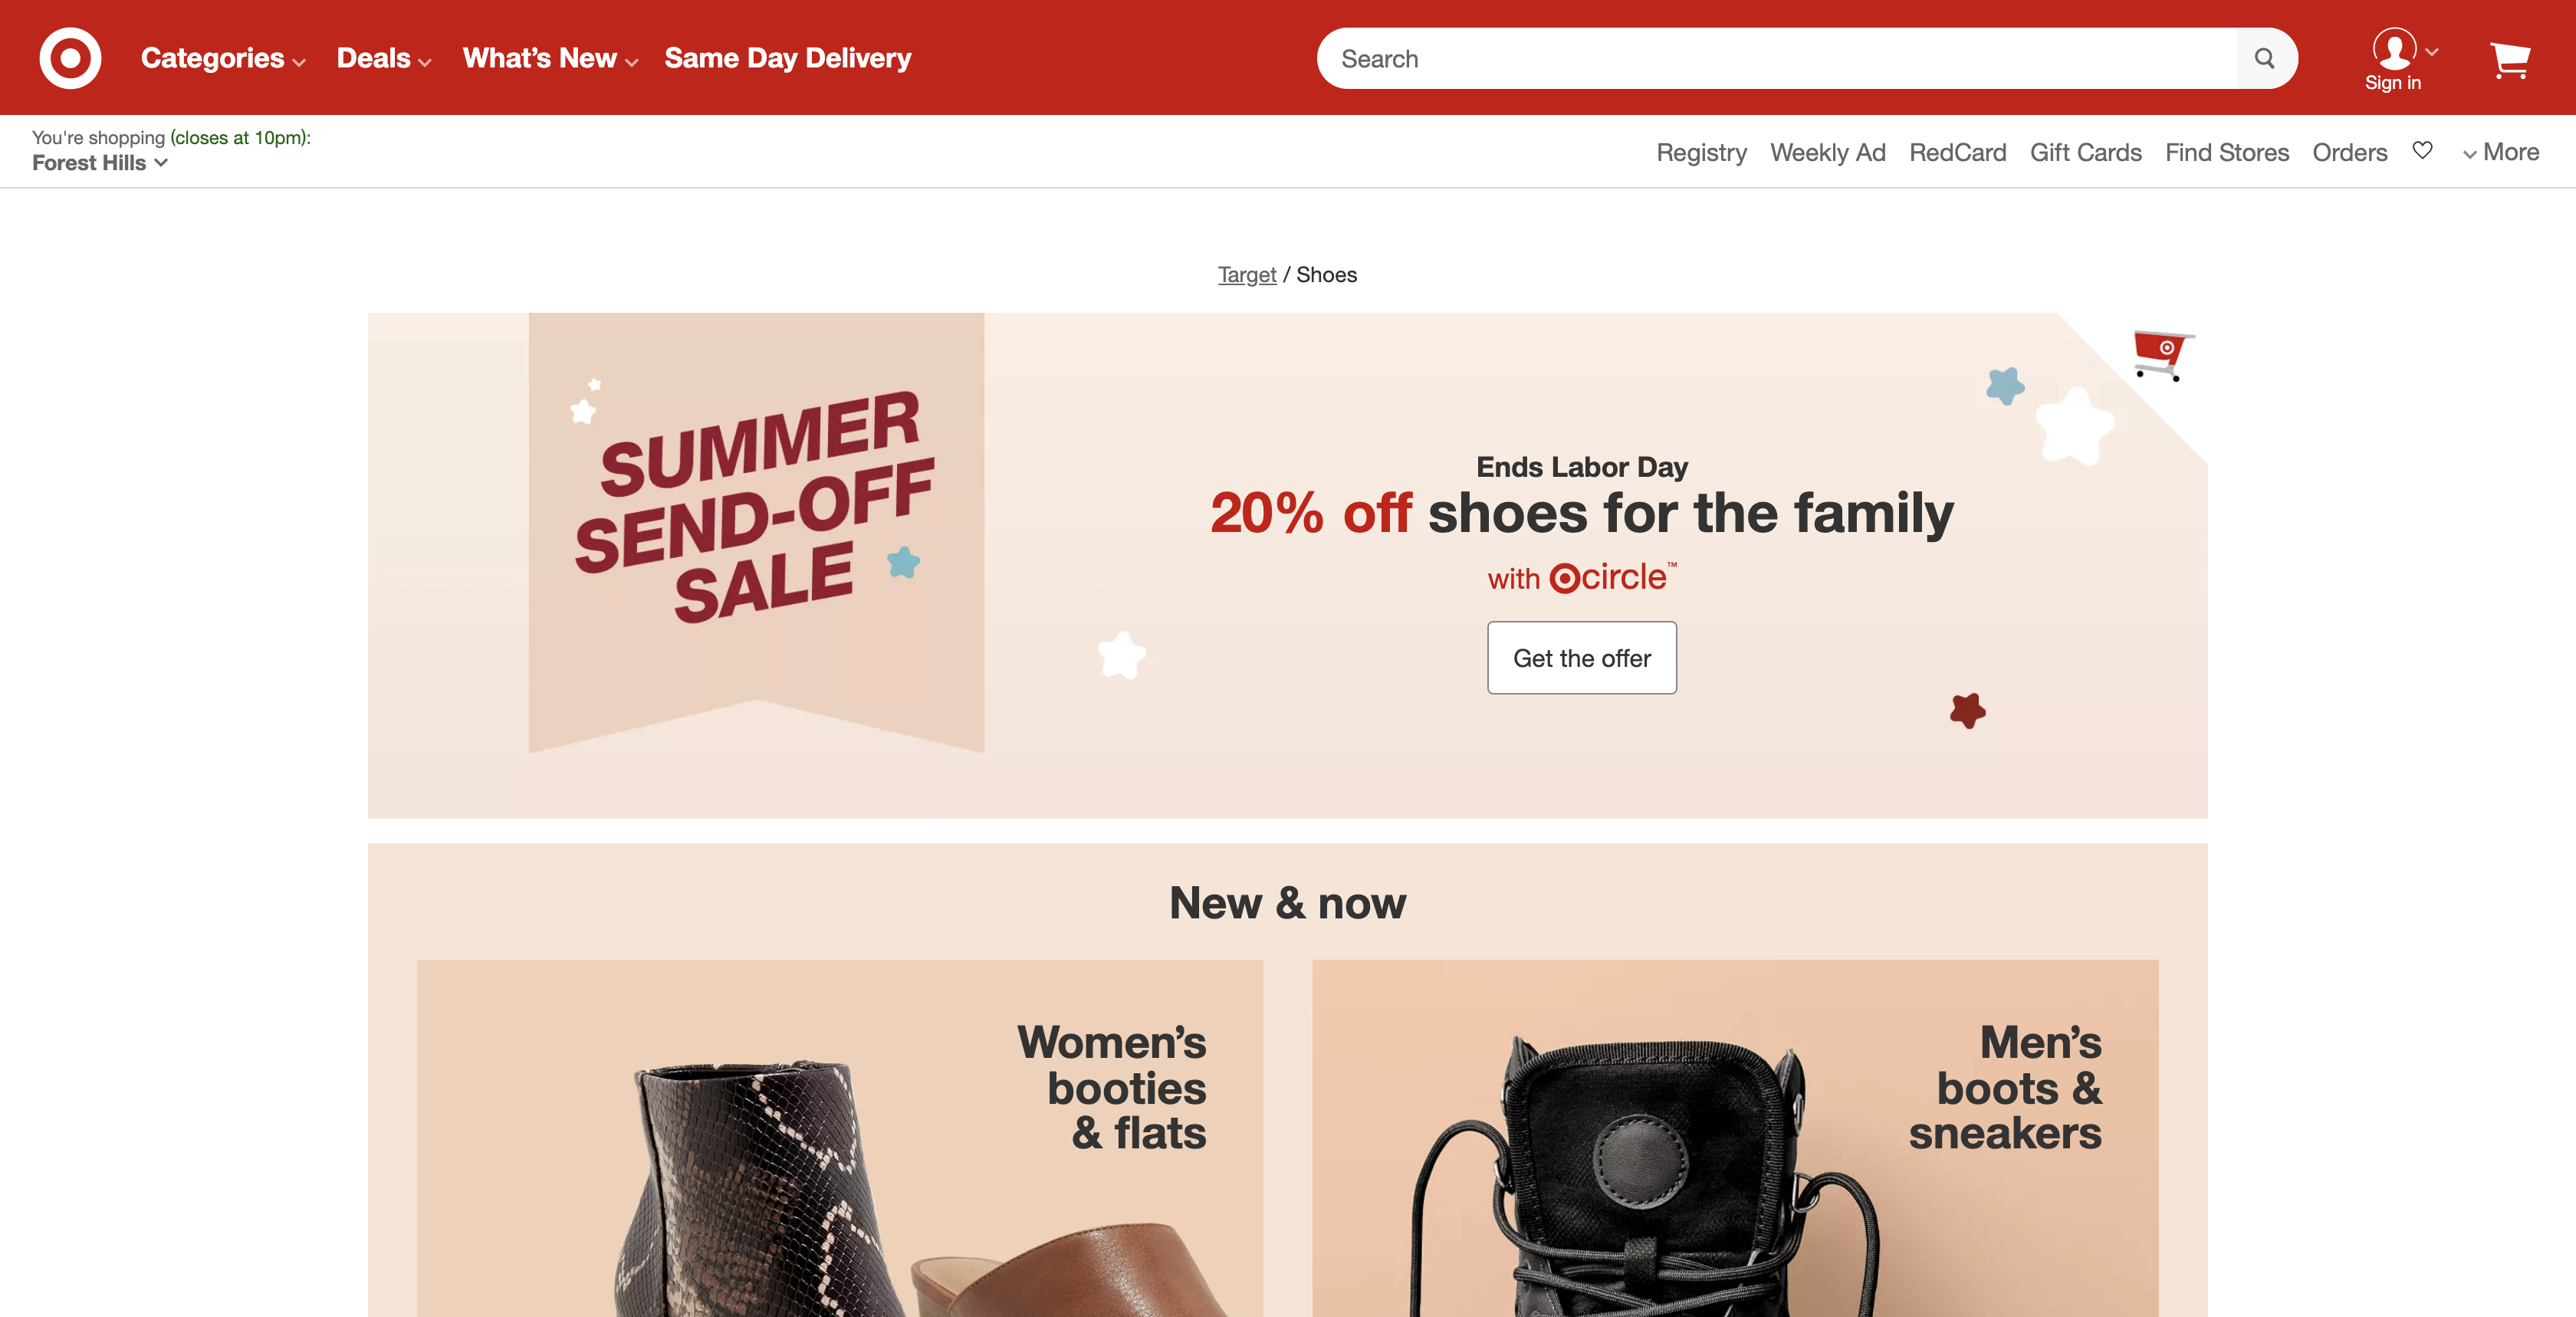 Categories Deals What's New Same Day Delivery Search Sign in
You're shopping (closes at 10pm):
Forest Hills
Registry Weekly Ad RedCard Gift Cards Find Stores Orders More
Target / Shoes
SUMMER
SEND-OFF
SALE
Ends Labor Day
20% off shoes for the family
with circle™
Get the offer
New & now
Women's
booties
& flats
Men's
boots &
sneakers